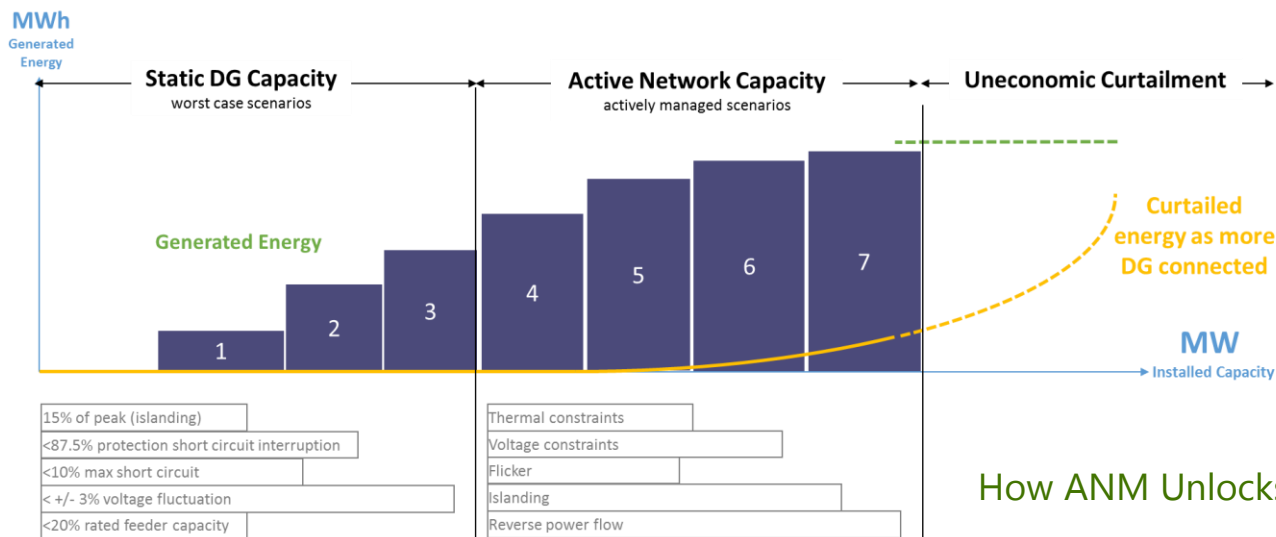 MWh
Generated
Energy
Static DG Capacity
worst case scenarios
Active Network Capacity
actively managed scenarios
Uneconomic Curtailment
Generated Energy
1
2
3
4
5
6
7
Curtailed
energy as more
DG connected
MW
Installed Capacity
15% of peak (islanding)
<87.5% protection short circuit interruption
<10% max short circuit
< +/- 3% voltage fluctuation
<20% rated feeder capacity
Thermal constraints
Voltage constraints
Flicker
Islanding
Reverse power flow
How ANM Unlocks